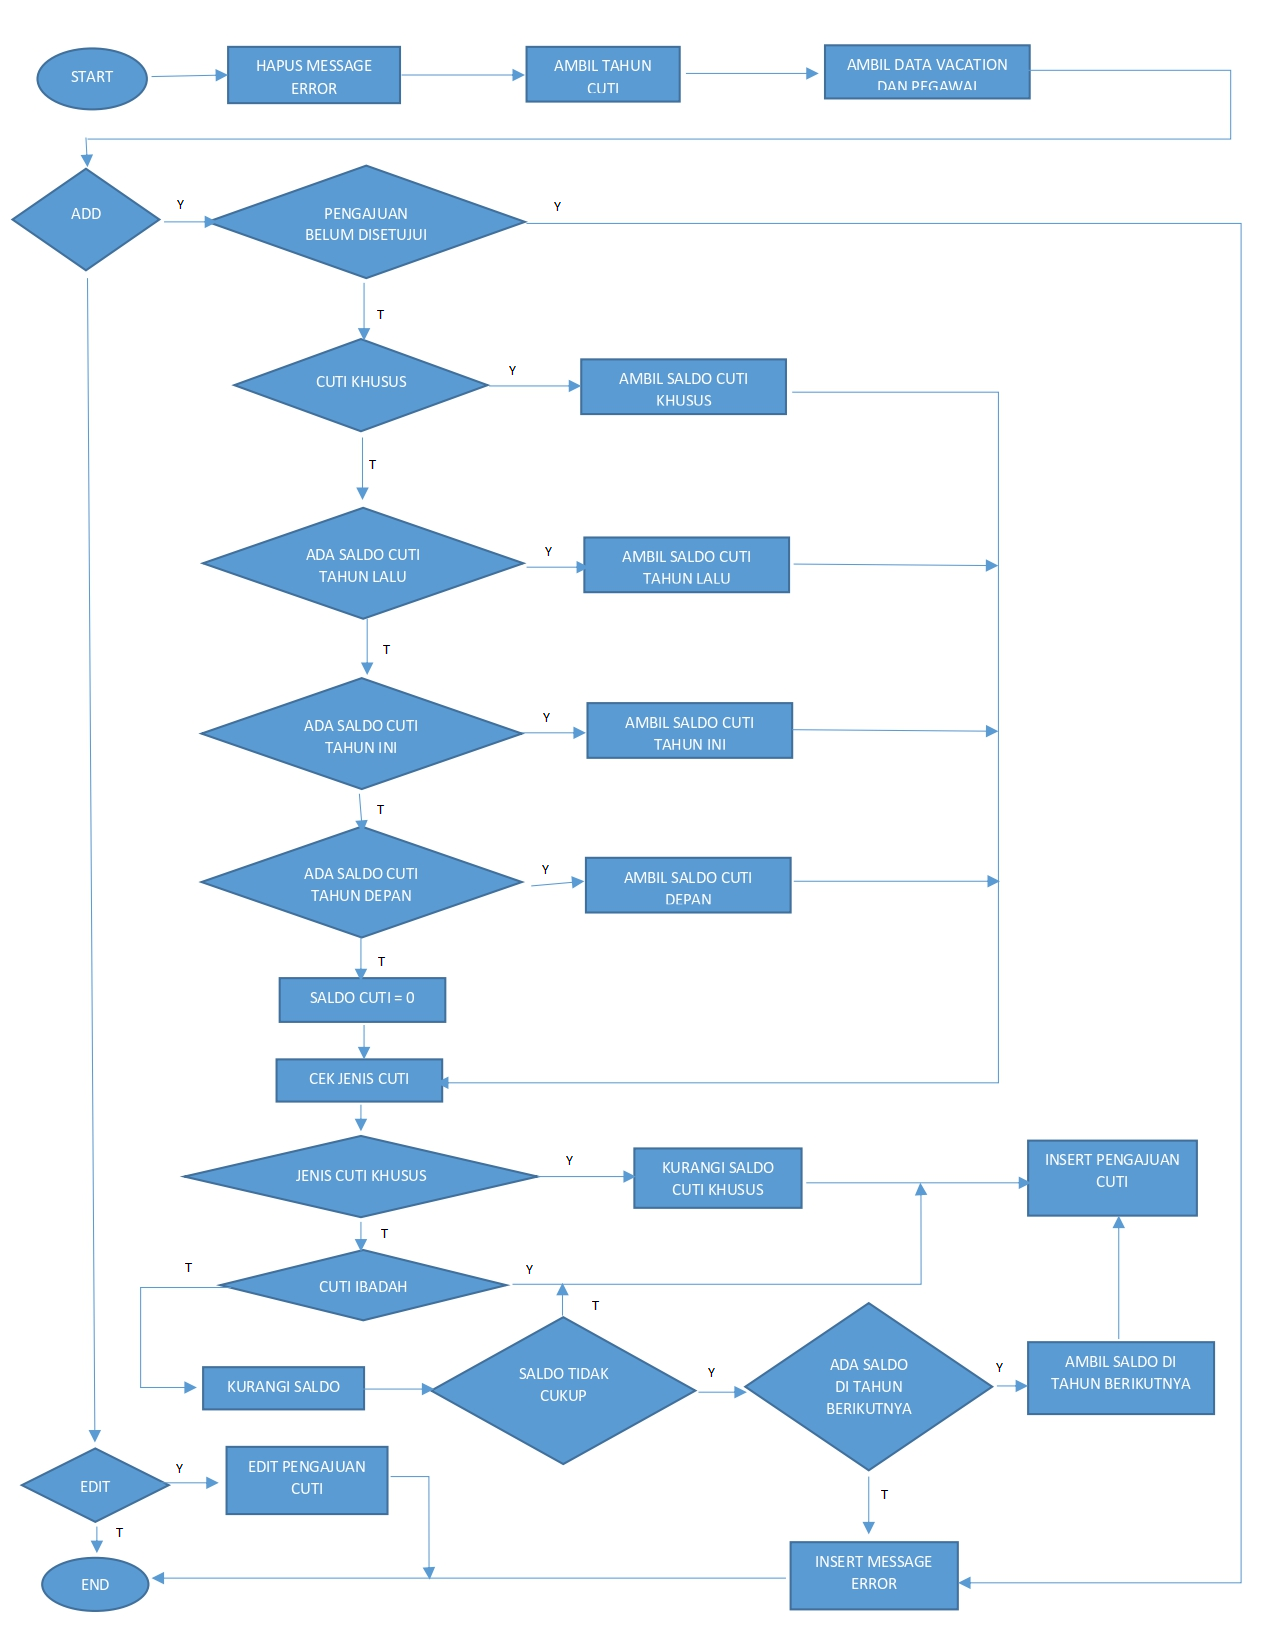 START
HAPUS MESSAGE
ERROR
AMBIL TAHUN
CUTI
AMBIL DATA VACATION
DAN PEGAWAI
ADD
Y
PENGAJUAN
BELUM DISETUJUI
Y
T
CUTI KHUSUS
Y
AMBIL SALDO CUTI
KHUSUS
T
ADA SALDO CUTI
TAHUN LALU
Y
AMBIL SALDO CUTI
TAHUN LALU
T
ADA SALDO CUTI
TAHUN INI
Y
AMBIL SALDO CUTI
TAHUN INI
T
ADA SALDO CUTI
TAHUN DEPAN
Y
AMBIL SALDO CUTI
DEPAN
T
SALDO CUTI = 0
CEK JENIS CUTI
JENIS CUTI KHUSUS
Y
KURANGI SALDO
CUTI KHUSUS
INSERT PENGAJUAN
CUTI
T
T
CUTI IBADAH
Y
T
KURANGI SALDO
SALDO TIDAK
CUKUP
Y
ADA SALDO
DI TAHUN
BERIKUTNYA
Y
AMBIL SALDO DI
TAHUN BERIKUTNYA
EDIT
Y
EDIT PENGAJUAN
CUTI
T
T
END
INSERT MESSAGE
ERROR